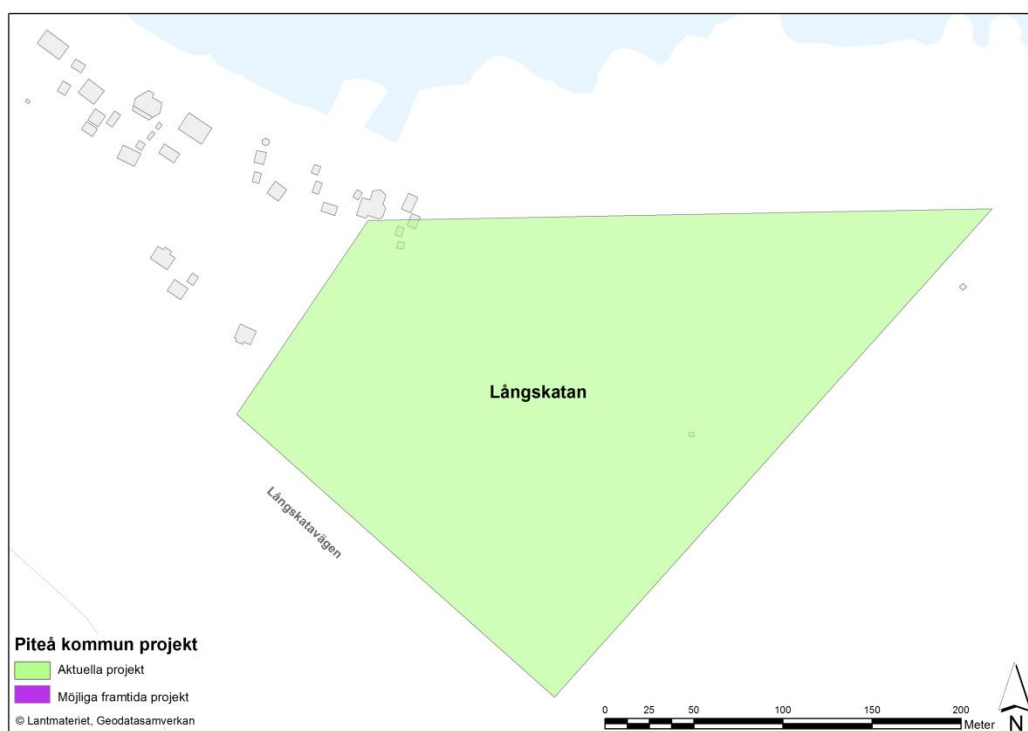 Långskatan
Långskatavägen
Piteå kommun projekt
Aktuella projekt
Möjliga framtida projekt
© Lantmateriet, Geodatasamverkan
0 25 50 100 150 200
Meter
N